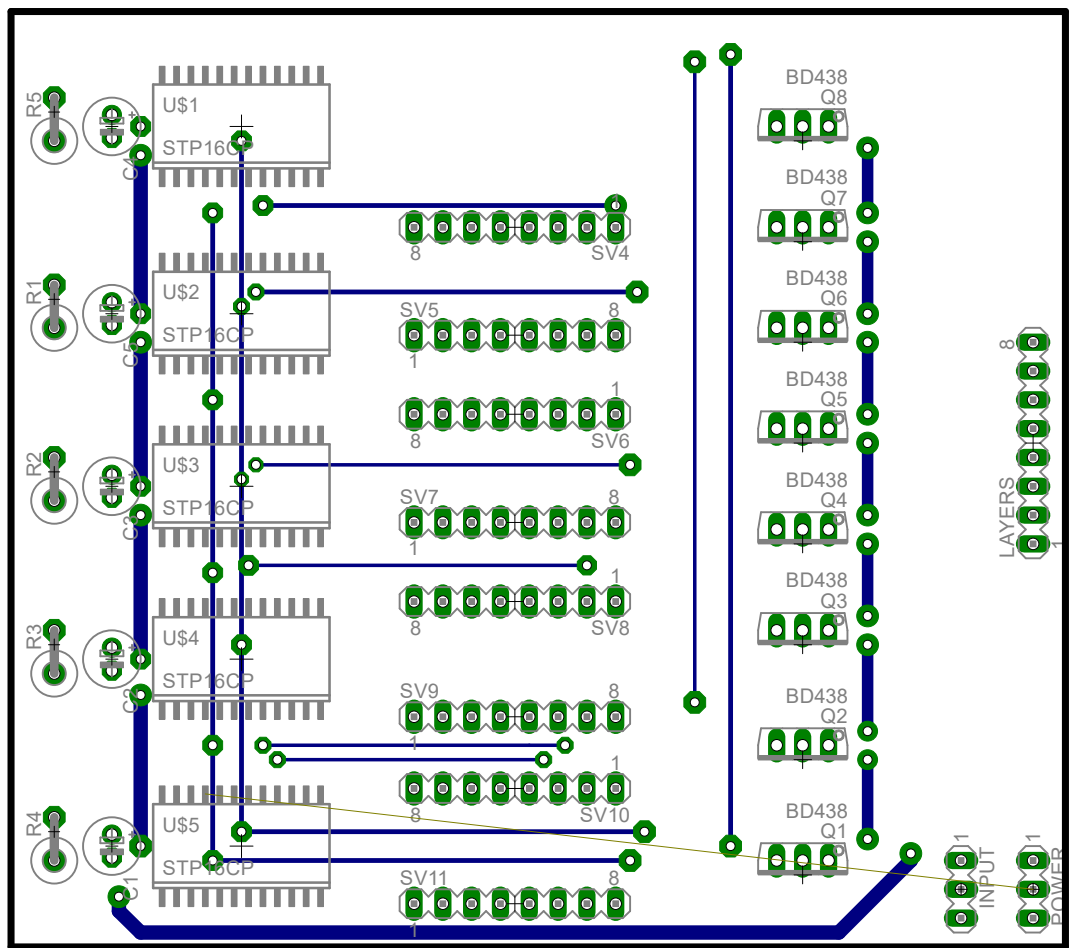 BD438
Q8
R5
U$1
STP16CP
C4
BD438
Q7
1
8
SV4
BD438
Q6
R1
U$2
STP16CP
C5
SV5
8
1
8
BD438
Q5
1
8
SV6
R2
U$3
STP16CP
C3
BD438
Q4
SV7
8
1
LAYERS
1
1
8
SV8
BD438
Q3
R3
U$4
STP16CP
C2
SV9
8
1
BD438
Q2
1
8
SV10
R4
U$5
STP16CP
C1
BD438
Q1
SV11
8
1
1
INPUT
1
POWER